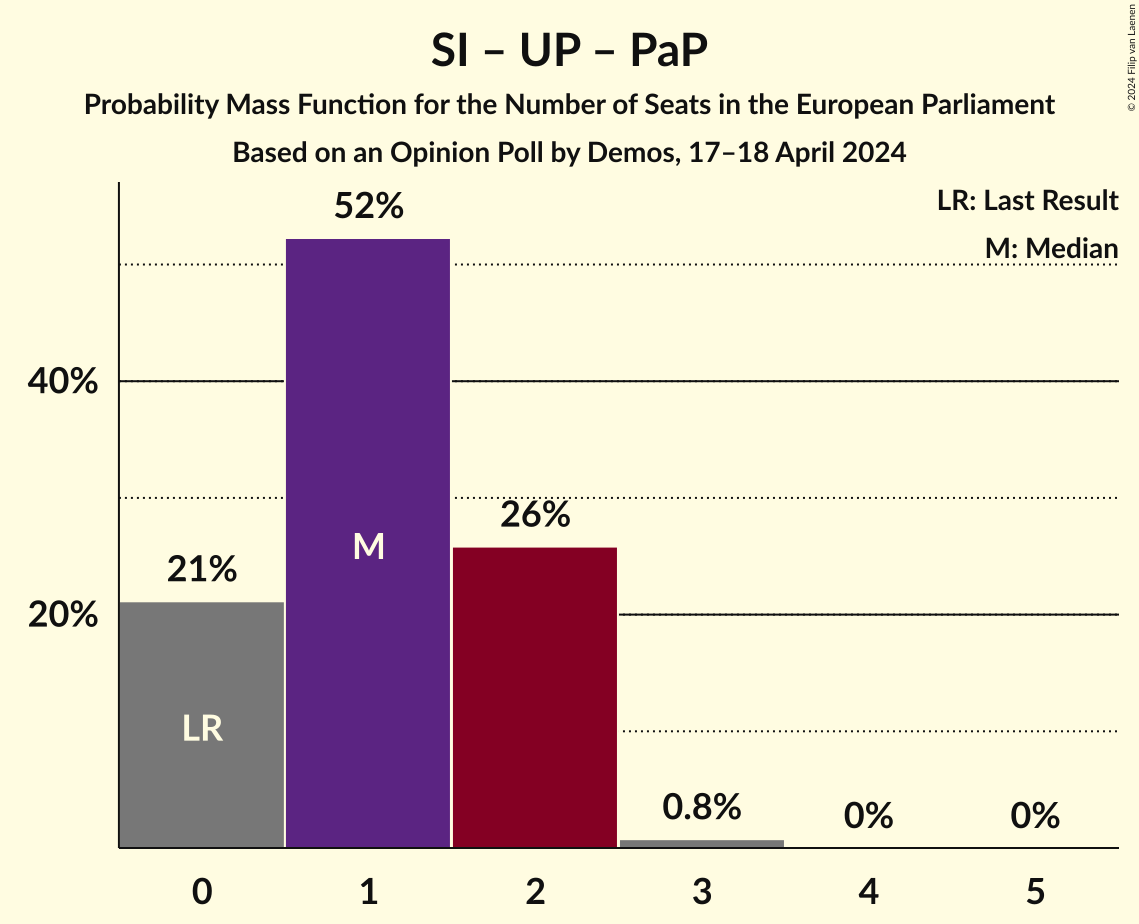 SI – UP – PaP
Probability Mass Function for the Number of Seats in the European Parliament
Based on an Opinion Poll by Demos, 17–18 April 2024
© 2024 Filip van Laenen
LR: Last Result
M: Median
52%
40%
26%
M
21%
20%
LR
0.8%
0%
0%
0
1
2
3
4
5